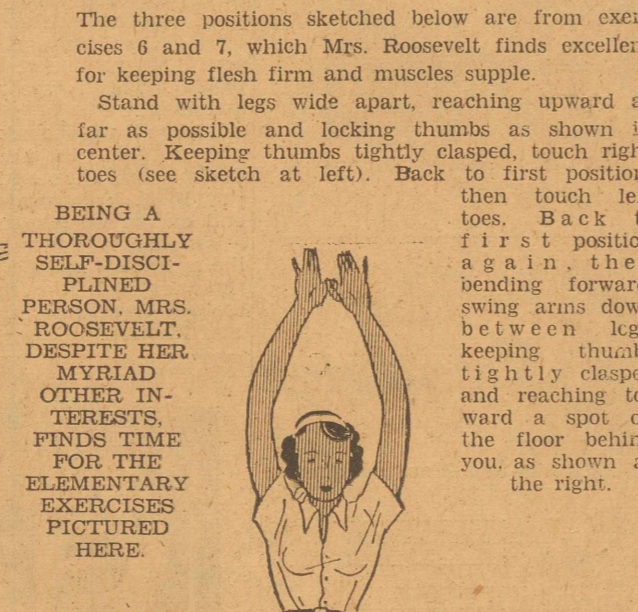 The three positions sketched below are from exer
cises 6 and 7, which Mrs. Roosevelt finds excellen
for keeping flesh firm and muscles supple.
Stand with legs wide apart, reaching upward a
far as possible and locking thumbs as shown i
center. Keeping thumbs tightly clasped, touch righ
toes (see sketch at left). Back to first position
then touch le
toes. Back t
first positio
again, the
bending forward
swing arms dow
between leg
keeping thumb
tightly claspe
and reaching to
ward a spot o
the floor behin
you, as shown a
the right.
BEING A
THOROUGHLY
SELF-DISCI-
PLINED
PERSON, MRS.
ROOSEVELT,
DESPITE HER
MYRIAD
OTHER IN-
TERESTS,
FINDS TIME
FOR THE
ELEMENTARY
EXERCISES
PICTURED
HERE.